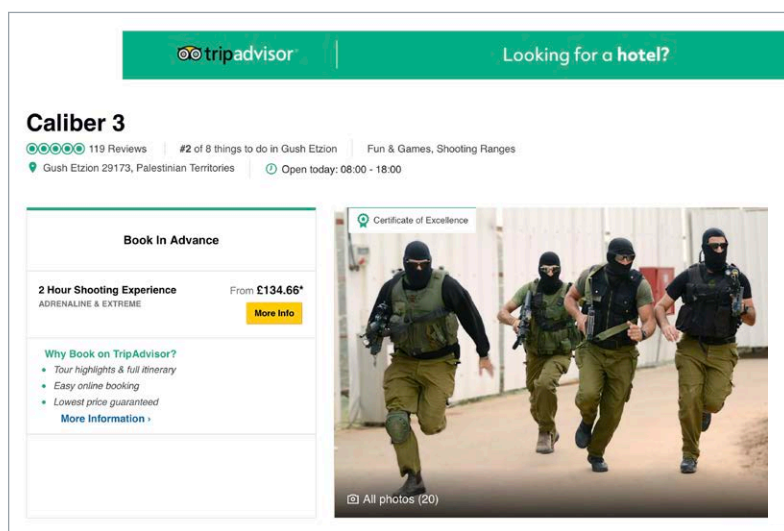 tripadvisor
Looking for a hotel?
Caliber 3
119 Reviews #2 of 8 things to do in Gush Etzion Fun & Games, Shooting Ranges
Gush Etzion 29173, Palestinian Territories Open today: 08:00 - 18:00
Certificate of Excellence
Book In Advance
2 Hour Shooting Experience From £134.66*
ADRENALINE & EXTREME
More Info
Why Book on TripAdvisor?
• Tour highlights & full itinerary
• Easy online booking
• Lowest price guaranteed
More Information ›
All photos (20)